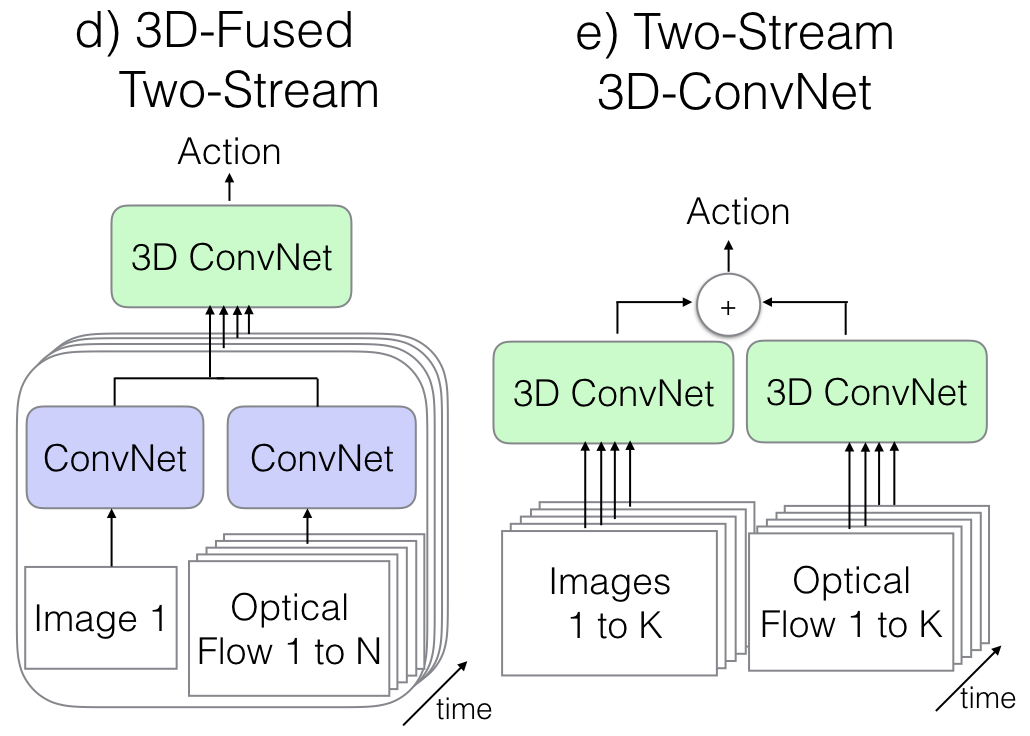 d) 3D-Fused
Two-Stream
Action
3D ConvNet
ConvNet
ConvNet
Image 1
Optical
Flow 1 to N
time
e) Two-Stream
3D-ConvNet
Action
+
3D ConvNet
3D ConvNet
Images
1 to K
Optical
Flow 1 to K
time